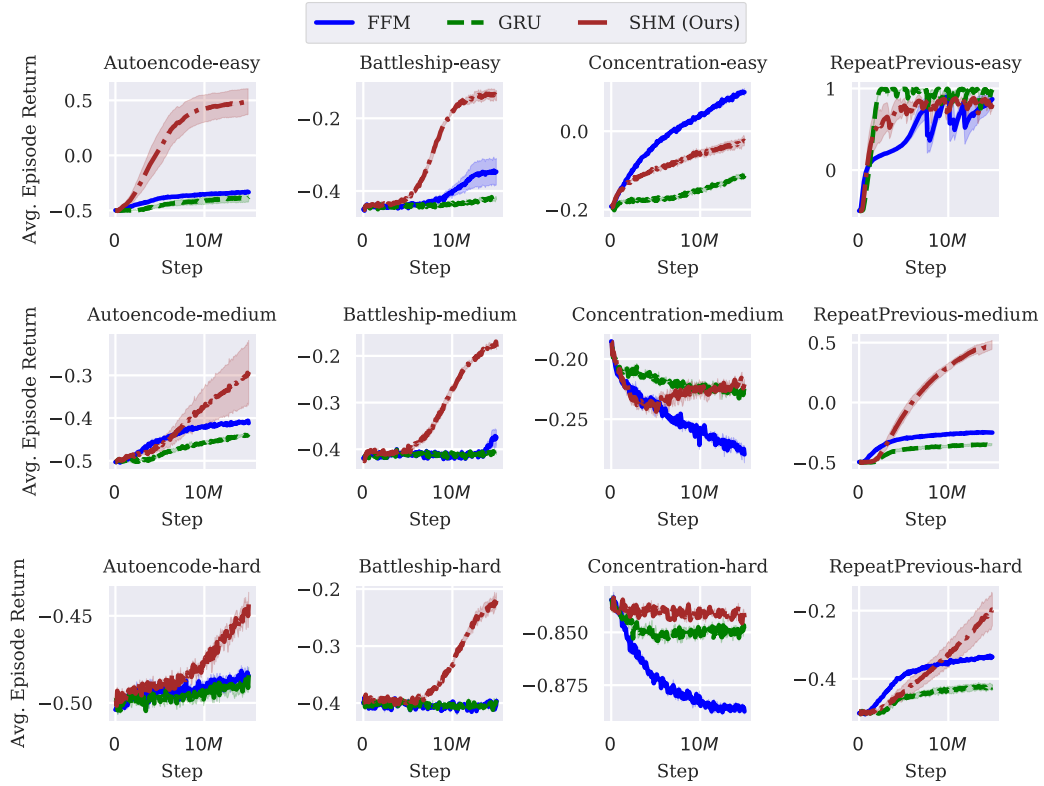 FFM GRU SHM (Ours)
Autoencode-easy Battleship-easy Concentration-easy RepeatPrevious-easy
Avg. Episode Return
0.5
0.0
−0.5
0 10M
Step
−0.2
−0.4
0 10M
Step
0.0
−0.2
0 10M
Step
1
0
0 10M
Step
Autoencode-medium Battleship-medium Concentration-medium RepeatPrevious-medium
Avg. Episode Return
−0.3
−0.4
−0.5
0 10M
Step
−0.2
−0.3
−0.4
0 10M
Step
−0.20
−0.25
0 10M
Step
0.5
0.0
−0.5
0 10M
Step
Autoencode-hard Battleship-hard Concentration-hard RepeatPrevious-hard
Avg. Episode Return
−0.45
−0.50
0 10M
Step
−0.2
−0.3
−0.4
0 10M
Step
−0.850
−0.875
0 10M
Step
−0.2
−0.4
0 10M
Step